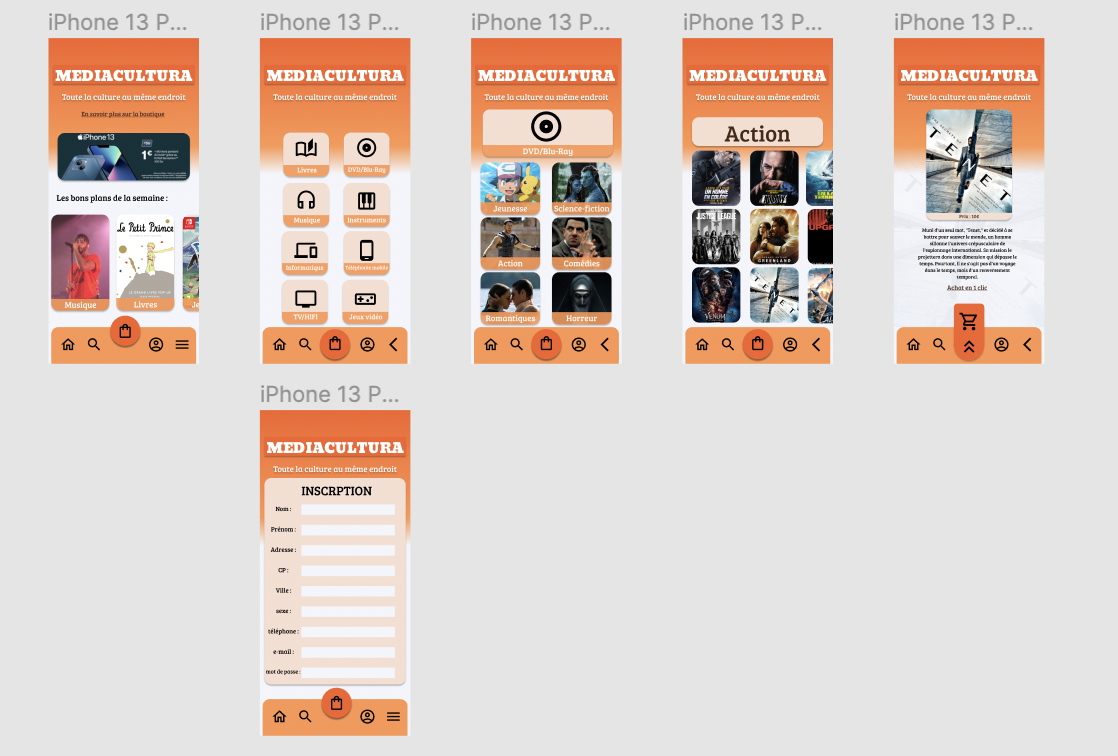 iPhone 13 P...
MEDIACULTURA
Toute la culture au même endroit
En savoir plus sur la boutique
iPhone 13
1€
Les bons plans de la semaine :
Le Petit Prince
Musique
Livres
Je
iPhone 13 P...
MEDIACULTURA
Toute la culture au même endroit
Livres
DVD/Blu-Ray
Musique
Instruments
Informatique
Téléphonie mobile
TV/HIFI
Jeux vidéo
iPhone 13 P...
MEDIACULTURA
Toute la culture au même endroit
DVD/Blu-Ray
Jeunesse
Science-fiction
Action
Comédies
Romantiques
Horreur
iPhone 13 P...
MEDIACULTURA
Toute la culture au même endroit
Action
UN HOMME
EN COLÈRE
JUSTICE LEAGUE
GREENLAND
UPGR
VENOM
TENET
iPhone 13 P...
MEDIACULTURA
Toute la culture au même endroit
TENET
Prix : 10€
Muni d'un seul mot, "Tenet," et décidé à se
battre pour sauver le monde, un homme
sillonne l'univers crépusculaire de
l'espionnage international. Sa mission le
projettera dans une dimension qui dépasse le
temps. Pourtant, il ne s'agit pas d'un voyage
dans le temps, mais d'un renversement
temporel.
Achat en 1 clic
iPhone 13 P...
MEDIACULTURA
Toute la culture au même endroit
INSCRPTION
Nom :
Prénom :
Adresse :
CP :
Ville :
sexe :
téléphone :
e-mail :
mot de passe :